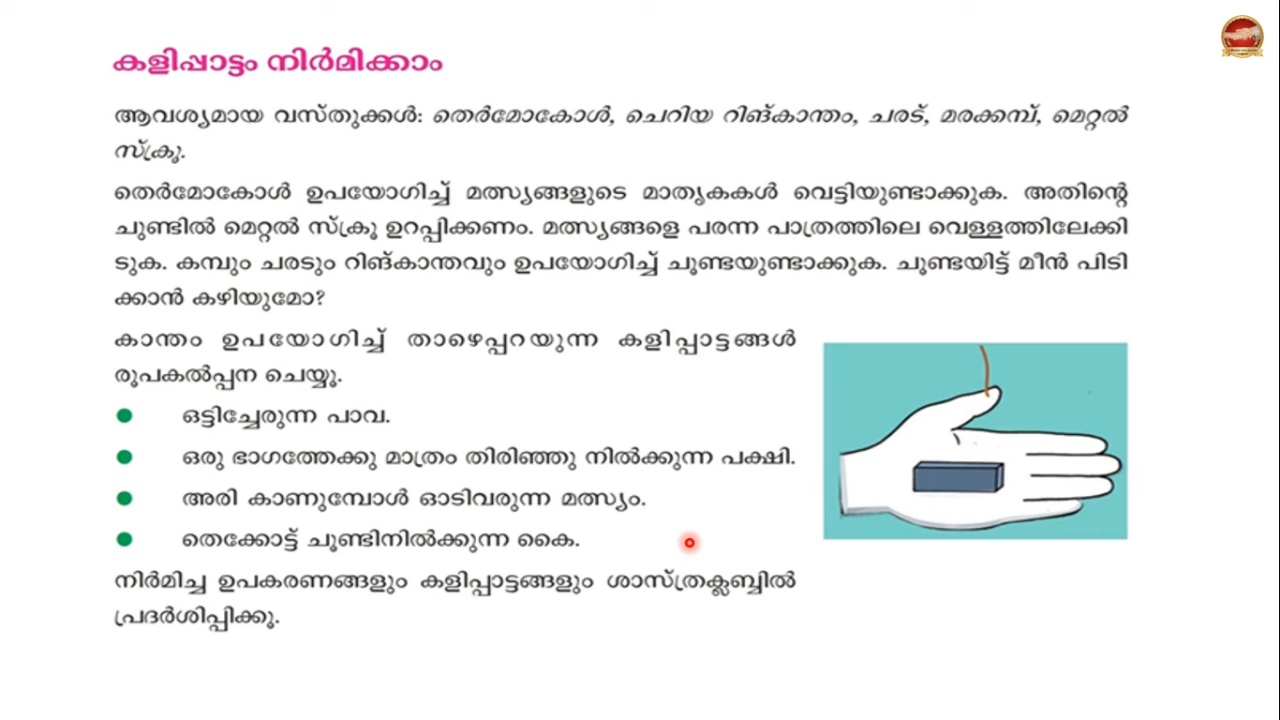 കളിപ്പാട്ടം നിർമിക്കാം
ആവശ്യമായ വസ്തുക്കൾ: തെർമോകോൾ, ചെറിയ റിങ്കാന്തം, ചരട്, മരക്കമ്പ്, മെറ്റൽ
സ്ക്രൂ.
തെർമോകോൾ ഉപയോഗിച്ച് മത്സ്യങ്ങളുടെ മാതൃകകൾ വെട്ടിയുണ്ടാക്കുക. അതിന്റെ
ചുണ്ടിൽ മെറ്റൽ സ്ക്രൂ ഉറപ്പിക്കണം. മത്സ്യങ്ങളെ പരന്ന പാത്രത്തിലെ വെള്ളത്തിലേക്കി
ടുക. കമ്പും ചരടും റിങ്കാന്തവും ഉപയോഗിച്ച് ചൂണ്ടയുണ്ടാക്കുക. ചൂണ്ടയിട്ട് മീൻ പിടി
ക്കാൻ കഴിയുമോ?
കാന്തം ഉപയോഗിച്ച് താഴെപ്പറയുന്ന കളിപ്പാട്ടങ്ങൾ
രൂപകൽപ്പന ചെയ്യൂ.
● ഒട്ടിച്ചേരുന്ന പാവ.
● ഒരു ഭാഗത്തേക്കു മാത്രം തിരിഞ്ഞു നിൽക്കുന്ന പക്ഷി.
● അരി കാണുമ്പോൾ ഓടിവരുന്ന മത്സ്യം.
● തെക്കോട്ട് ചൂണ്ടിനിൽക്കുന്ന കൈ.
നിർമിച്ച ഉപകരണങ്ങളും കളിപ്പാട്ടങ്ങളും ശാസ്ത്രക്ലബ്ബിൽ
പ്രദർശിപ്പിക്കൂ.